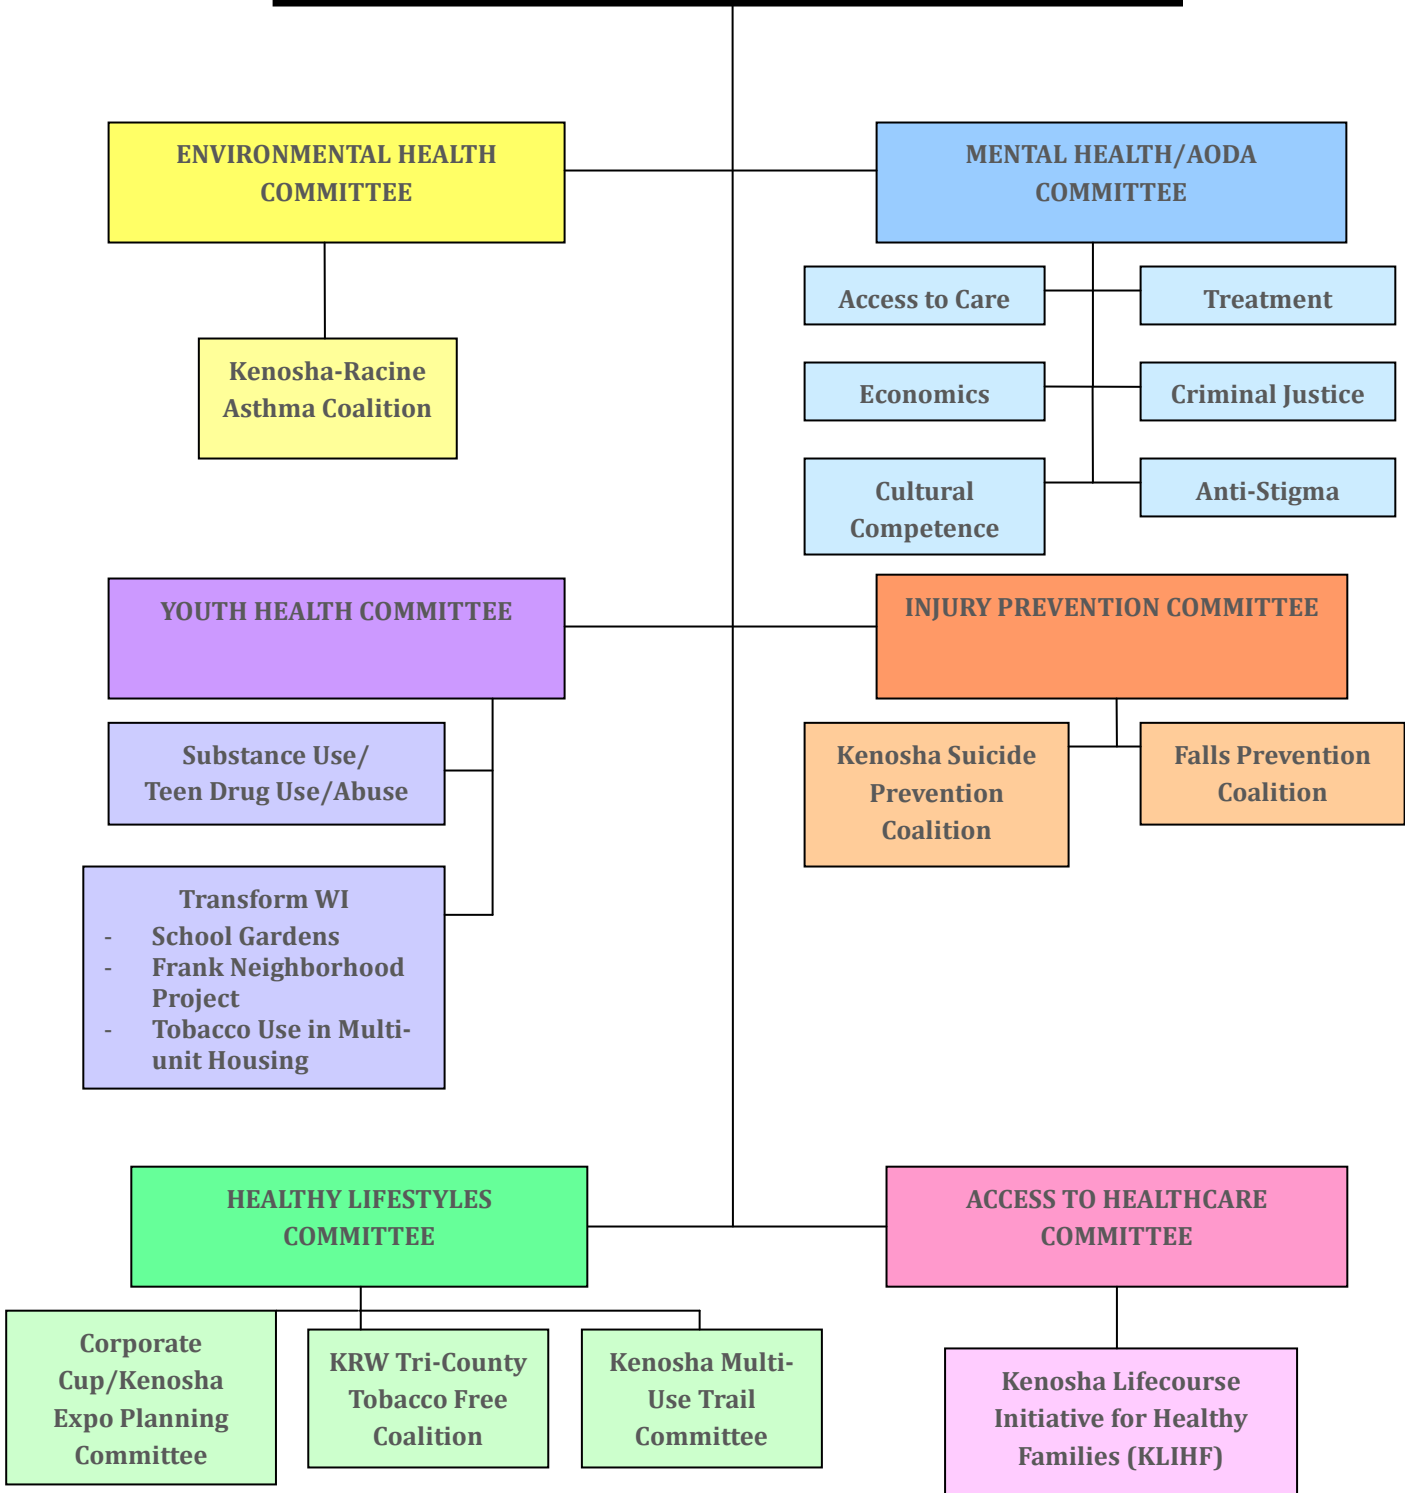 ENVIRONMENTAL HEALTH
COMMITTEE
MENTAL HEALTH/AODA
COMMITTEE
Kenosha-Racine
Asthma Coalition
Access to Care
Treatment
Economics
Criminal Justice
Cultural
Competence
Anti-Stigma
YOUTH HEALTH COMMITTEE
INJURY PREVENTION COMMITTEE
Substance Use/
Teen Drug Use/Abuse
Transform WI
- School Gardens
- Frank Neighborhood
Project
- Tobacco Use in Multi-
unit Housing
Kenosha Suicide
Prevention
Coalition
Falls Prevention
Coalition
HEALTHY LIFESTYLES
COMMITTEE
ACCESS TO HEALTHCARE
COMMITTEE
Corporate
Cup/Kenosha
Expo Planning
Committee
KRW Tri-County
Tobacco Free
Coalition
Kenosha Multi-
Use Trail
Committee
Kenosha Lifecourse
Initiative for Healthy
Families (KLIHF)